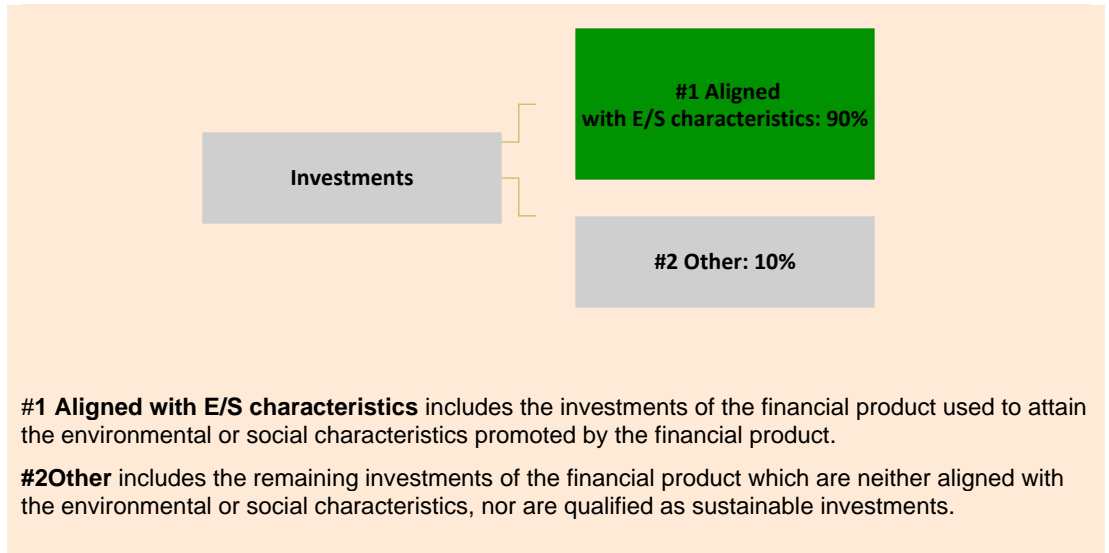 #1 Aligned
with E/S characteristics: 90%
Investments
#2 Other: 10%
#1 Aligned with E/S characteristics includes the investments of the financial product used to attain
the environmental or social characteristics promoted by the financial product.
#2Other includes the remaining investments of the financial product which are neither aligned with
the environmental or social characteristics, nor are qualified as sustainable investments.